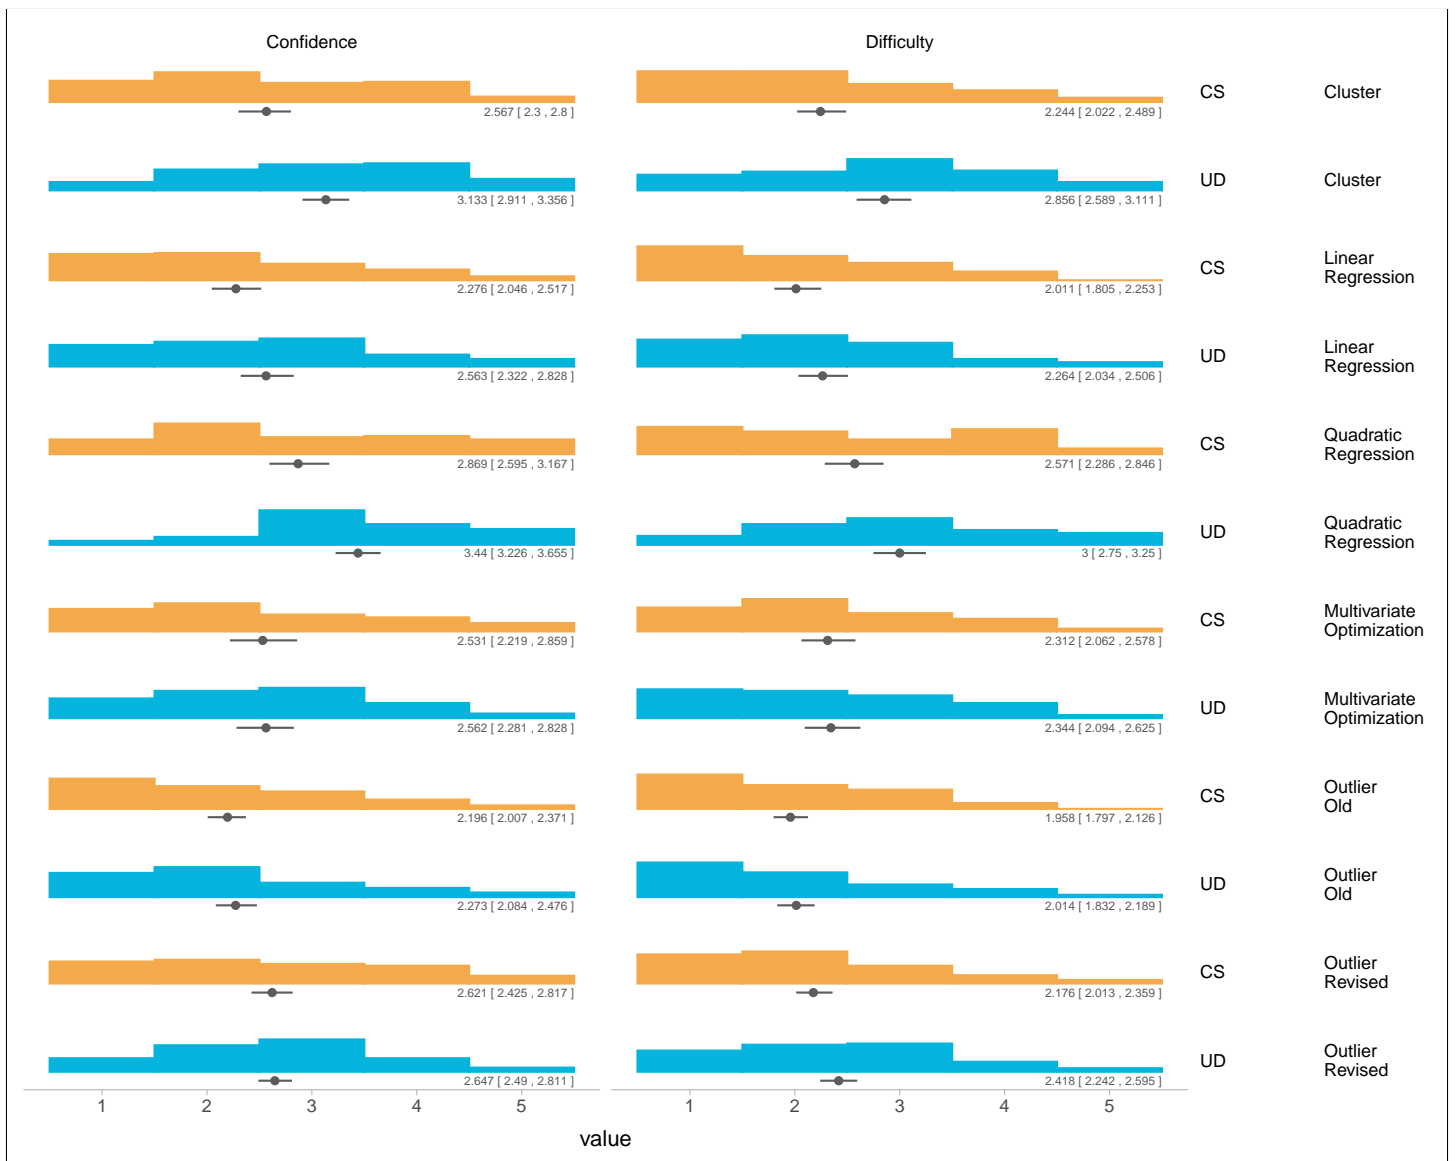 Confidence
Difficulty
CS
Cluster
2.567 [ 2.3 , 2.8 ]
2.244 [ 2.022 , 2.489 ]
UD
Cluster
3.133 [ 2.911 , 3.356 ]
2.856 [ 2.589 , 3.111 ]
CS
Linear
Regression
2.276 [ 2.046 , 2.517 ]
2.011 [ 1.805 , 2.253 ]
UD
Linear
Regression
2.563 [ 2.322 , 2.828 ]
2.264 [ 2.034 , 2.506 ]
CS
Quadratic
Regression
2.869 [ 2.595 , 3.167 ]
2.571 [ 2.286 , 2.846 ]
UD
Quadratic
Regression
3.44 [ 3.226 , 3.655 ]
3 [ 2.75 , 3.25 ]
CS
Multivariate
Optimization
2.531 [ 2.219 , 2.859 ]
2.312 [ 2.062 , 2.578 ]
UD
Multivariate
Optimization
2.562 [ 2.281 , 2.828 ]
2.344 [ 2.094 , 2.625 ]
CS
Outlier
Old
2.196 [ 2.007 , 2.371 ]
1.958 [ 1.797 , 2.126 ]
UD
Outlier
Old
2.273 [ 2.084 , 2.476 ]
2.014 [ 1.832 , 2.189 ]
CS
Outlier
Revised
2.621 [ 2.425 , 2.817 ]
2.176 [ 2.013 , 2.359 ]
UD
Outlier
Revised
2.647 [ 2.49 , 2.811 ]
2.418 [ 2.242 , 2.595 ]
1 2 3 4 5
1 2 3 4 5
value